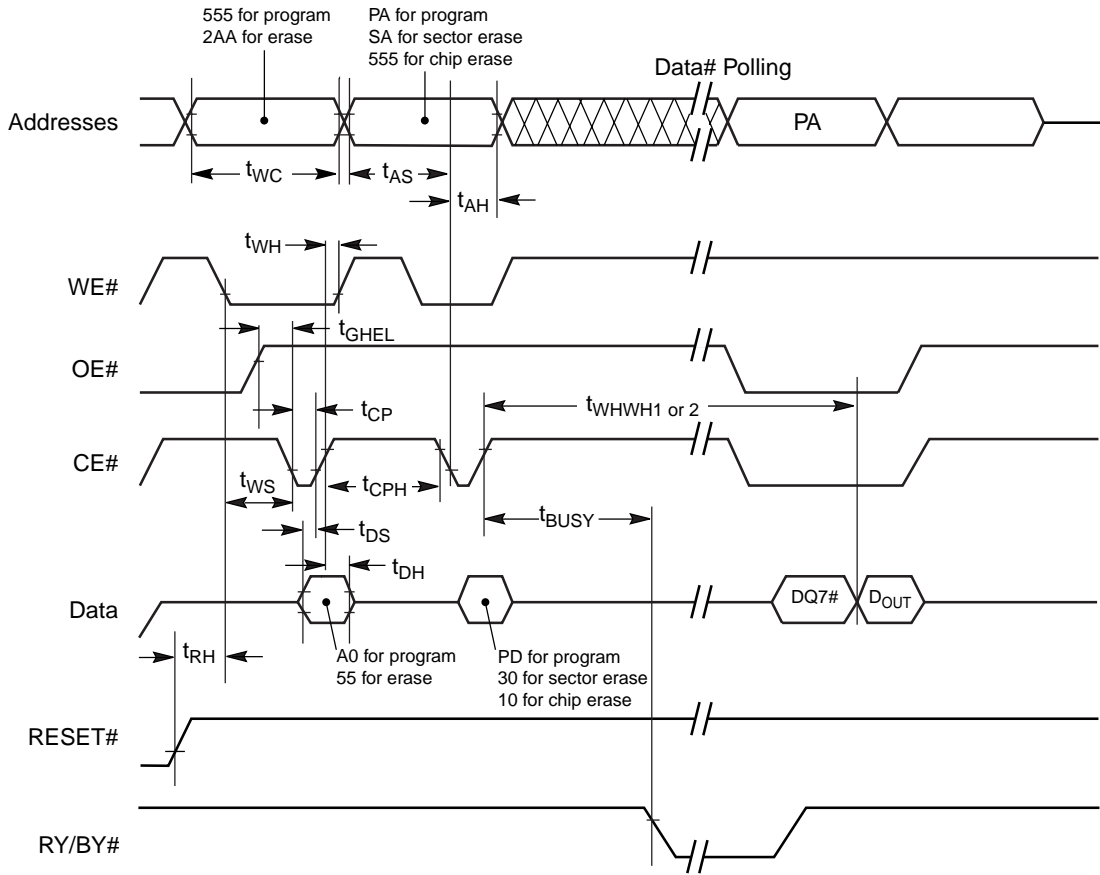 555 for program
2AA for erase
PA for program
SA for sector erase
555 for chip erase
Data# Polling
Addresses
PA
tWC
tAS
tAH
tWH
WE#
tGHEL
OE#
tCP
tWHWH1 or 2
CE#
tWS
tCPH
tBUSY
tDS
tDH
Data
DQ7#
DOUT
tRH
A0 for program
55 for erase
PD for program
30 for sector erase
10 for chip erase
RESET#
RY/BY#